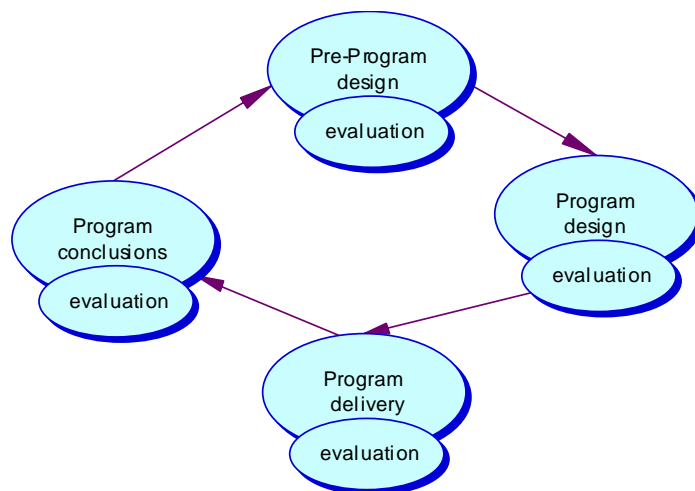 Pre-Program
design
evaluation
Program
design
evaluation
Program
conclusions
evaluation
Program
delivery
evaluation